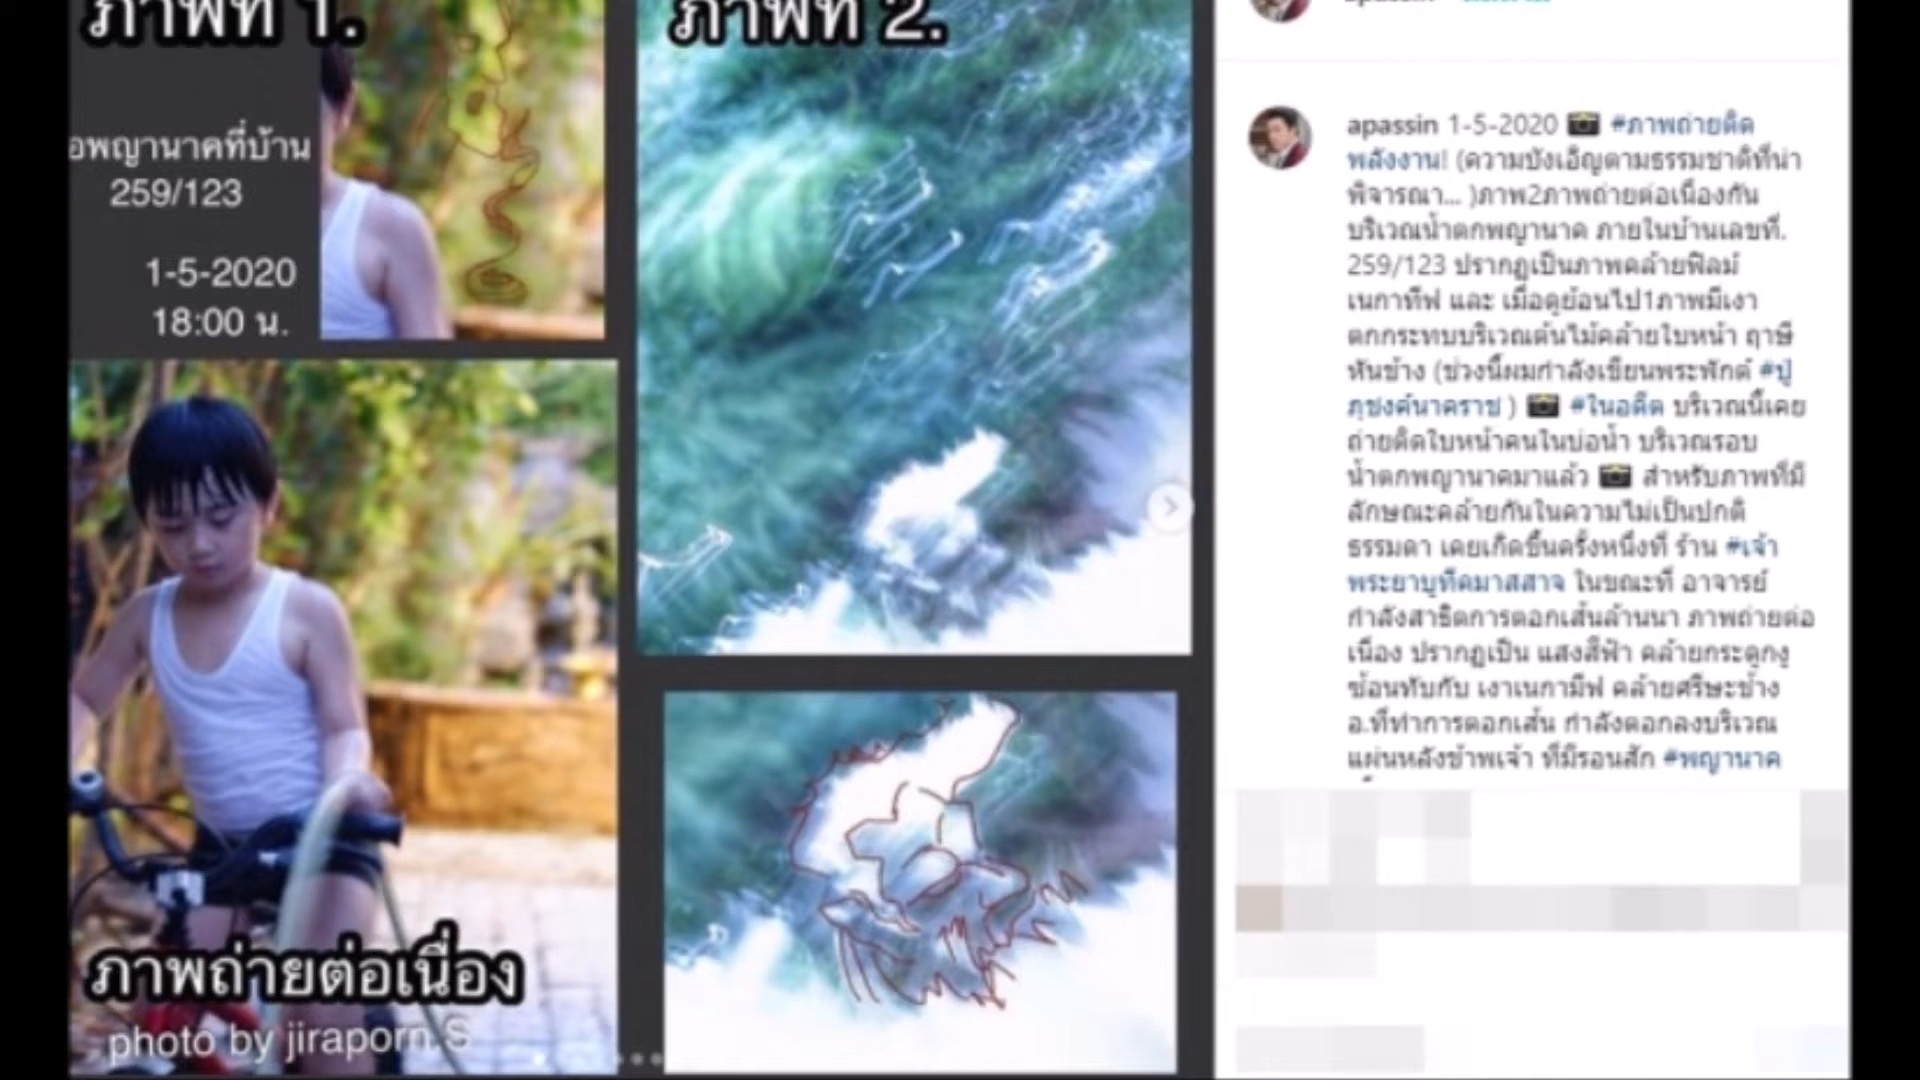 ภาพที่ 1.
ภาพที่ 2.
อพญานาคที่บ้าน
259/123
1-5-2020
18:00 น.
ภาพถ่ายต่อเนื่อง
photo by jiraporn.S
apassin
apassin 1-5-2020 📸 #ภาพถ่ายติด
พลังงาน! (ความบังเอิญตามธรรมชาติที่น่า
พิจารณา... )ภาพ2ภาพถ่ายต่อเนื่องกัน
บริเวณน้ำตกพญานาค ภายในบ้านเลขที่.
259/123 ปรากฏเป็นภาพคล้ายฟิลม์
เนกาทีฟ และ เมื่อดูย้อนไป1ภาพมีเงา
ตกกระทบบริเวณต้นไม้คล้ายใบหน้า ฤาษี
หันข้าง (ช่วงนี้ผมกำลังเขียนพระพักต์ #ปู่
ภุชงค์นาคราช ) 📸 #ในอดีต บริเวณนี้เคย
ถ่ายติดใบหน้าคนในบ่อน้ำ บริเวณรอบ
น้ำตกพญานาคมาแล้ว 📸 สำหรับภาพที่มี
ลักษณะคล้ายกันในความไม่เป็นปกติ
ธรรมดา เคยเกิดขึ้นครั้งหนึ่งที่ ร้าน #เจ้า
พระยาบูทีคมาสสาจ ในขณะที่ อาจารย์
กำลังสาธิตการตอกเส้นล้านนา ภาพถ่ายต่อ
เนื่อง ปรากฏเป็น แสงสีฟ้า คล้ายกระดูกงู
ซ้อนทับกับ เงาเนกามีฟ คล้ายศรีษะช้าง
อ.ที่ทำการตอกเส้น กำลังตอกลงบริเวณ
แผ่นหลังข้าพเจ้า ที่มีรอนสัก #พญานาค